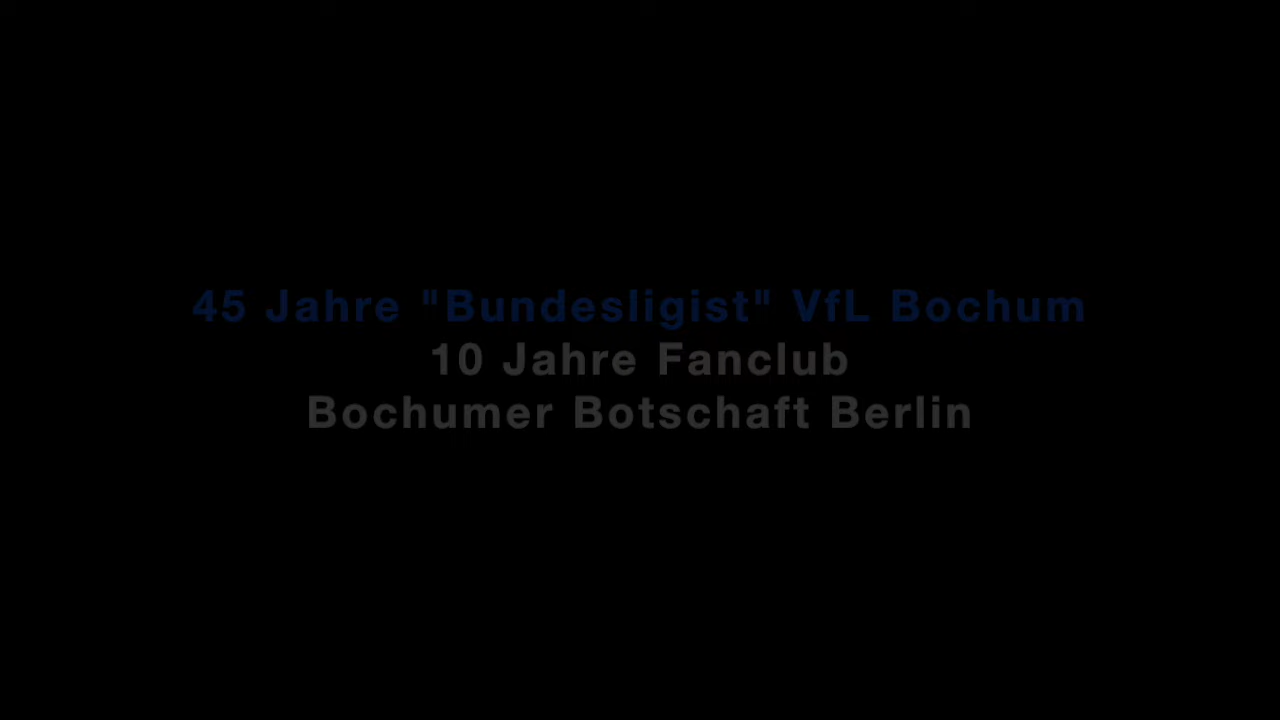 45 Jahre "Bundesligist" VfL Bochum
10 Jahre Fanclub
Bochumer Botschaft Berlin